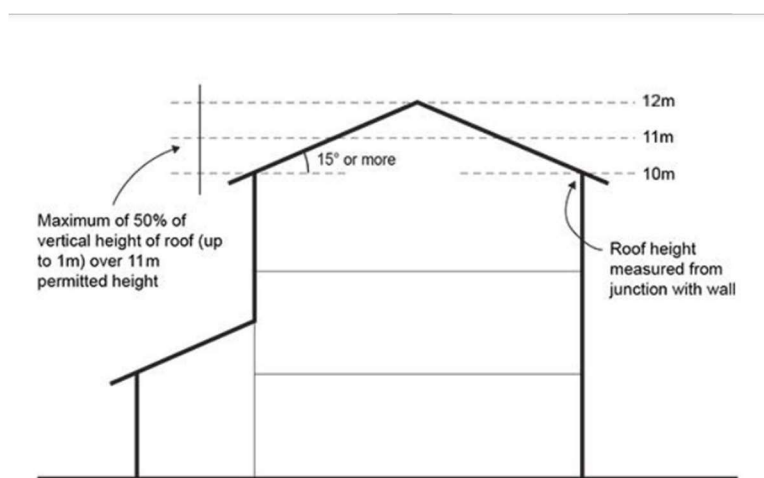 12m
11m
15° or more
10m
Maximum of 50% of
vertical height of roof (up
to 1m) over 11m
permitted height
Roof height
measured from
junction with wall